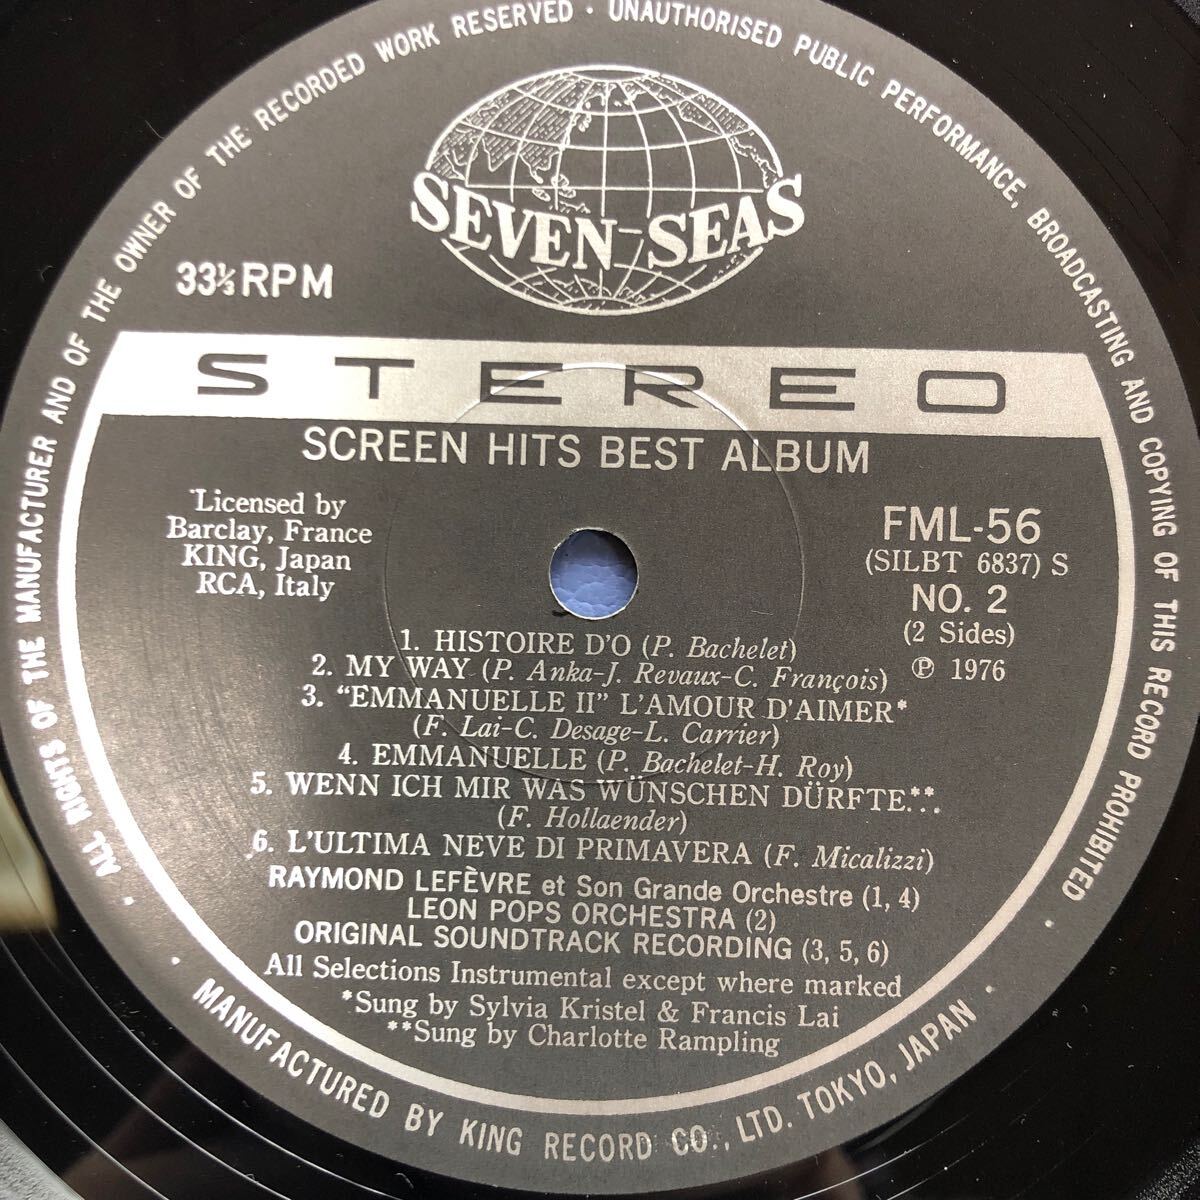 ALL RIGHTS OF THE MANUFACTURER AND OF THE OWNER OF THE RECORDED WORK RESERVED · UNAUTHORISED PUBLIC PERFORMANCE, BROADCASTING AND COPYING OF THIS RECORD PROHIBITED ·
SEVEN SEAS
33⅓ RPM
STEREO
SCREEN HITS BEST ALBUM
Licensed by
Barclay, France
KING, Japan
RCA, Italy
FML-56
(SILBT 6837) S
NO. 2
(2 Sides)
℗ 1976
1. HISTOIRE D'O (P. Bachelet)
2. MY WAY (P. Anka-J. Revaux-C. François)
3. "EMMANUELLE II" L'AMOUR D'AIMER*
(F. Lai-C. Desage-L. Carrier)
4. EMMANUELLE (P. Bachelet-H. Roy)
5. WENN ICH MIR WAS WÜNSCHEN DÜRFTE...**
(F. Hollaender)
6. L'ULTIMA NEVE DI PRIMAVERA (F. Micalizzi)
RAYMOND LEFÈVRE et Son Grande Orchestre (1, 4)
LEON POPS ORCHESTRA (2)
ORIGINAL SOUNDTRACK RECORDING (3, 5, 6)
All Selections Instrumental except where marked
*Sung by Sylvia Kristel & Francis Lai
**Sung by Charlotte Rampling
· MANUFACTURED BY KING RECORD CO., LTD. TOKYO, JAPAN ·